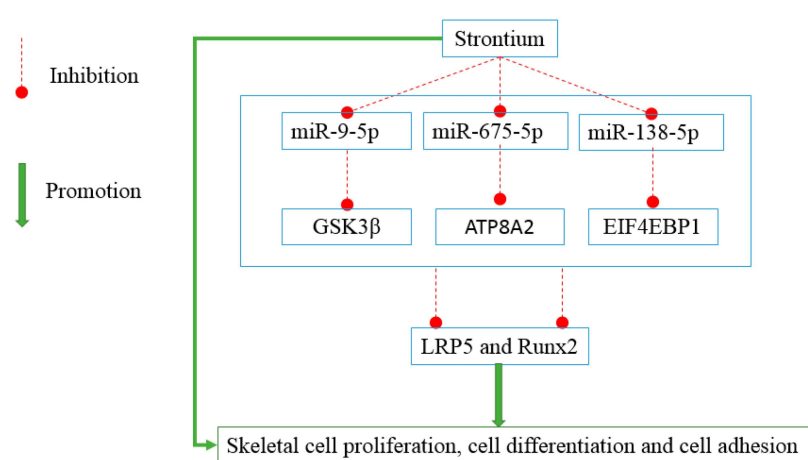 Strontium
Inhibition
miR-9-5p
miR-675-5p
miR-138-5p
Promotion
GSK3β
ATP8A2
EIF4EBP1
LRP5 and Runx2
Skeletal cell proliferation, cell differentiation and cell adhesion